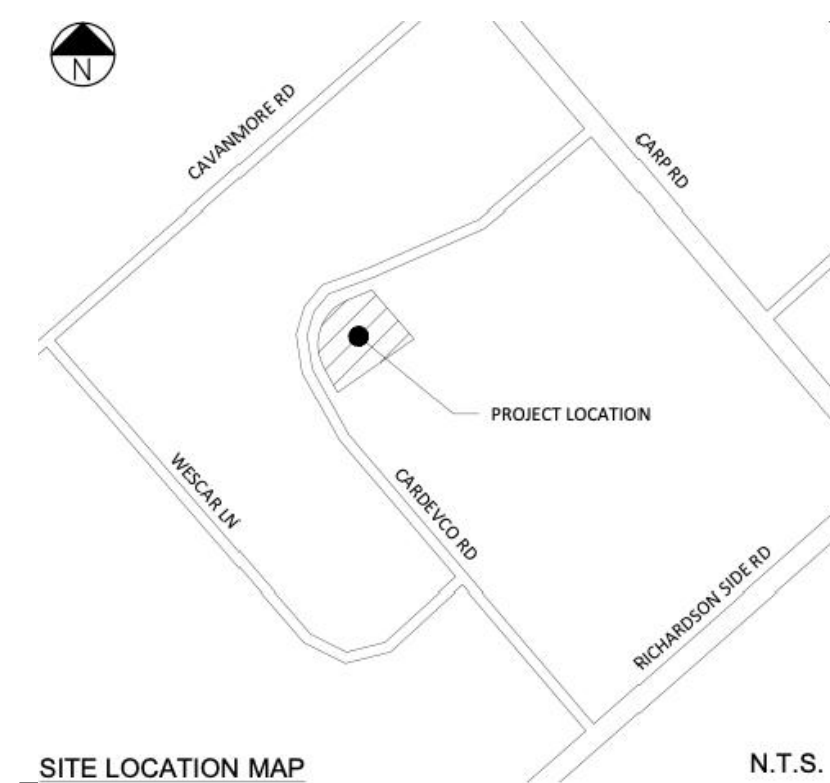 N
CAVANMORE RD
CARP RD
PROJECT LOCATION
WESCAR LN
CARDEVCO RD
RICHARDSON SIDE RD
SITE LOCATION MAP
N.T.S.